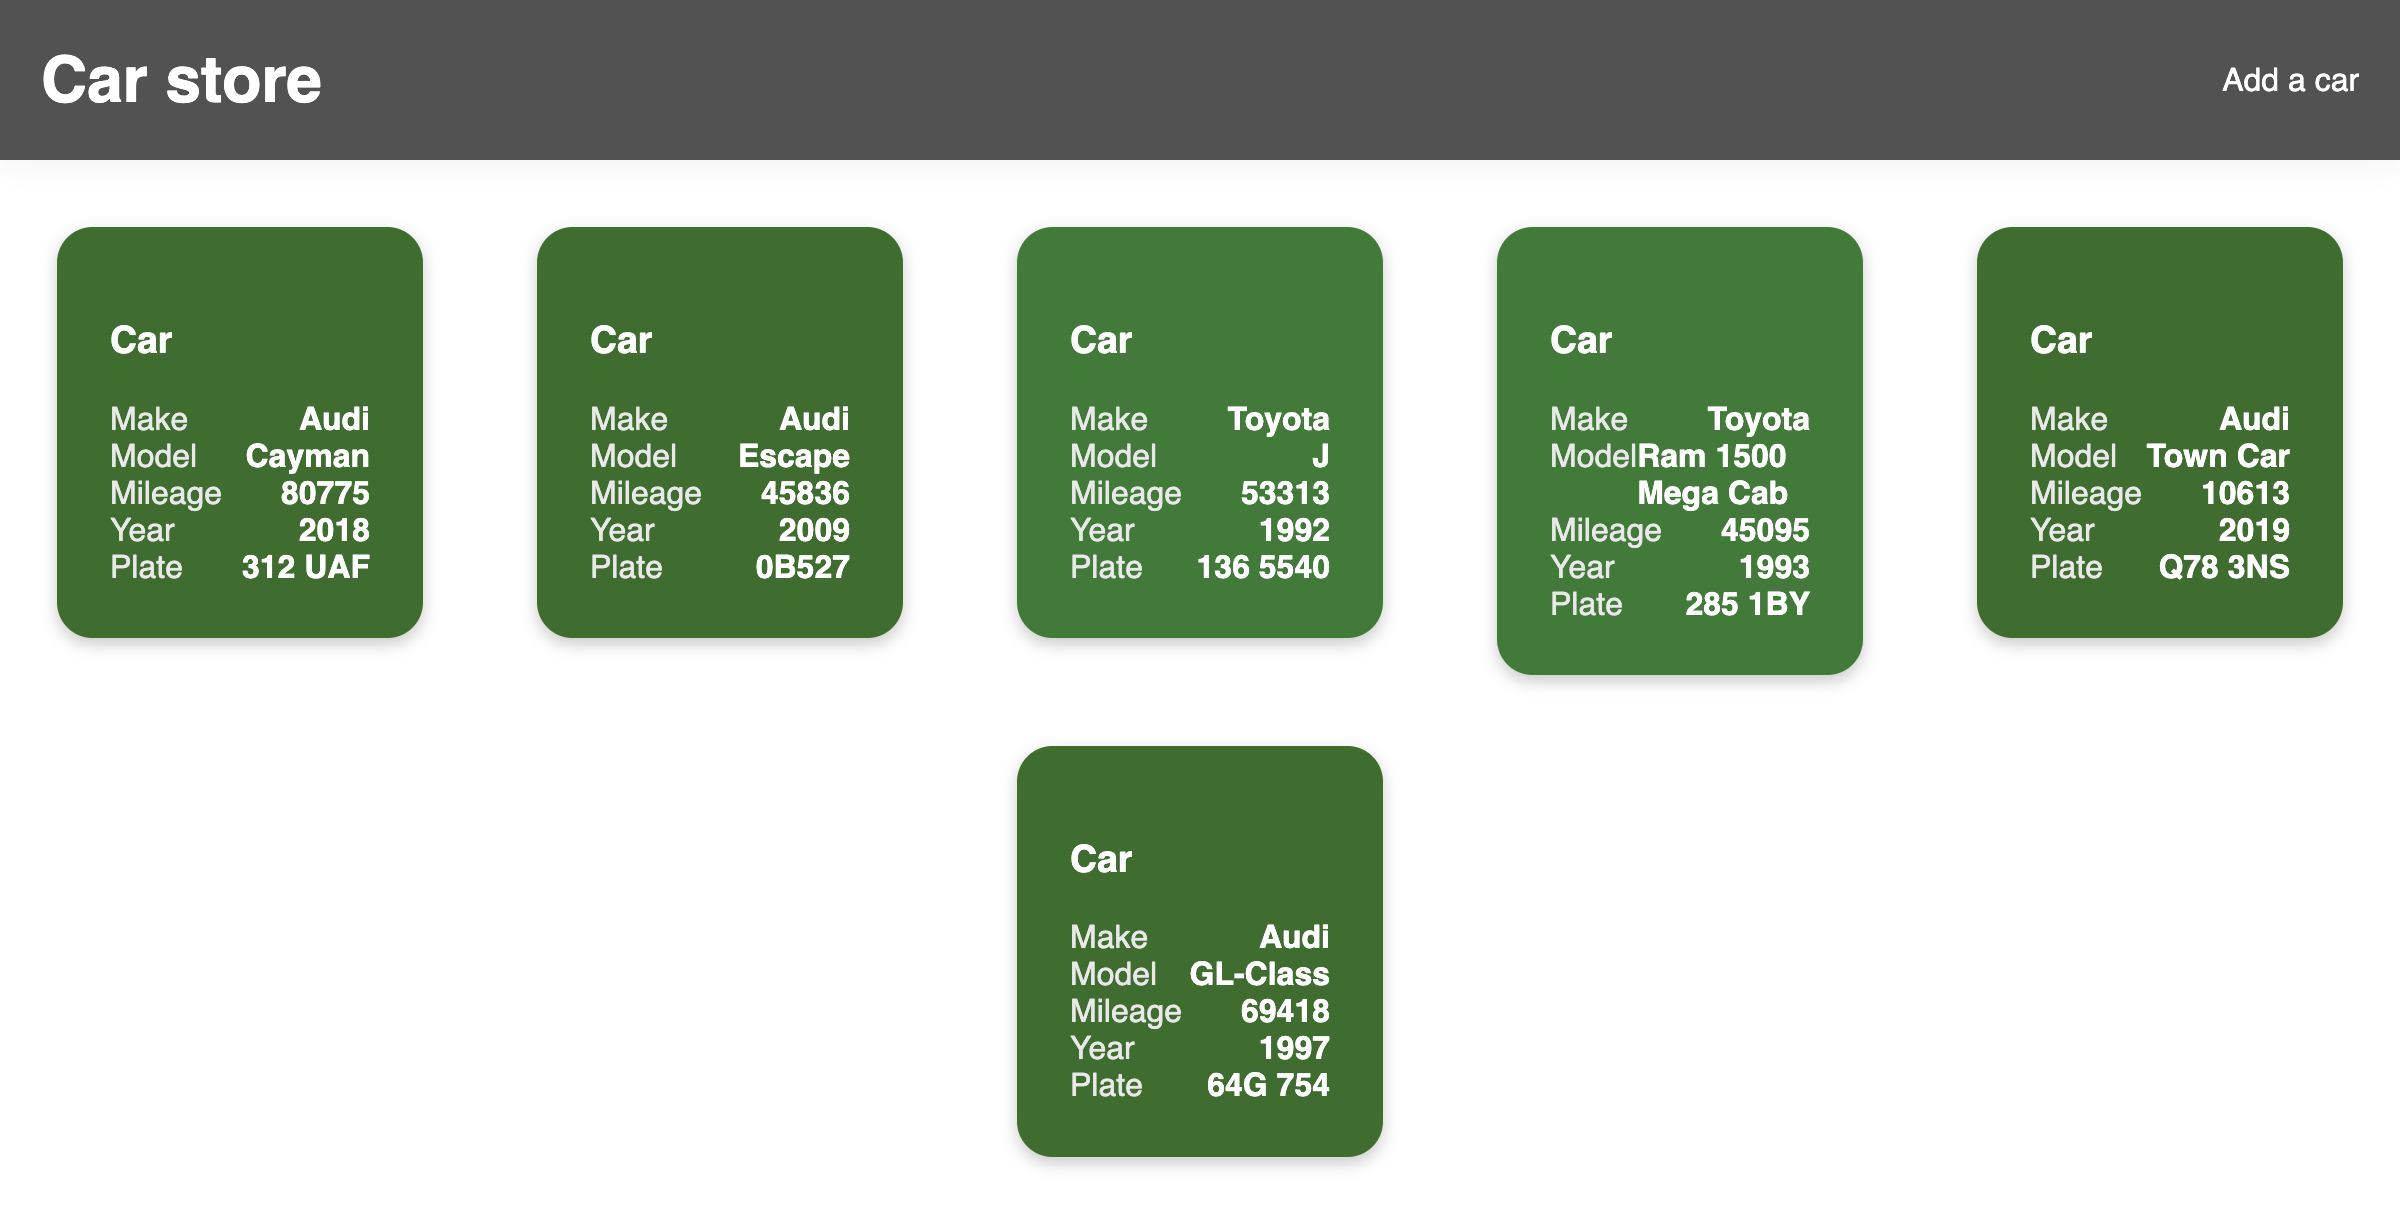 Car store
Add a car
Car
Make Audi
Model Cayman
Mileage 80775
Year 2018
Plate 312 UAF
Car
Make Audi
Model Escape
Mileage 45836
Year 2009
Plate 0B527
Car
Make Toyota
Model J
Mileage 53313
Year 1992
Plate 136 5540
Car
Make Toyota
Model Ram 1500
Mega Cab
Mileage 45095
Year 1993
Plate 285 1BY
Car
Make Audi
Model Town Car
Mileage 10613
Year 2019
Plate Q78 3NS
Car
Make Audi
Model GL-Class
Mileage 69418
Year 1997
Plate 64G 754